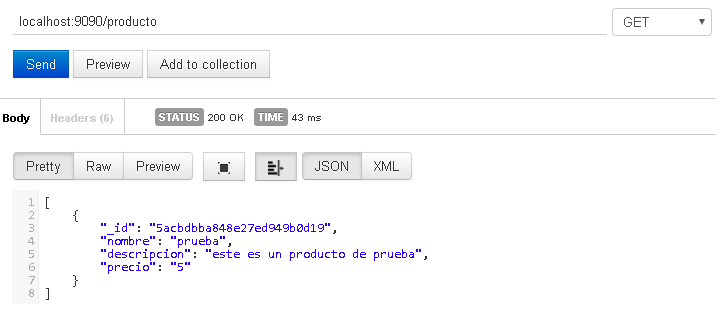 localhost:9090/producto GET
Send Preview Add to collection
Body Headers (6) STATUS 200 OK TIME 43 ms
Pretty Raw Preview JSON XML
1 [
2 {
3 "_id": "5acbdbba848e27ed949b0d19",
4 "nombre": "prueba",
5 "descripcion": "este es un producto de prueba",
6 "precio": "5"
7 }
8 ]